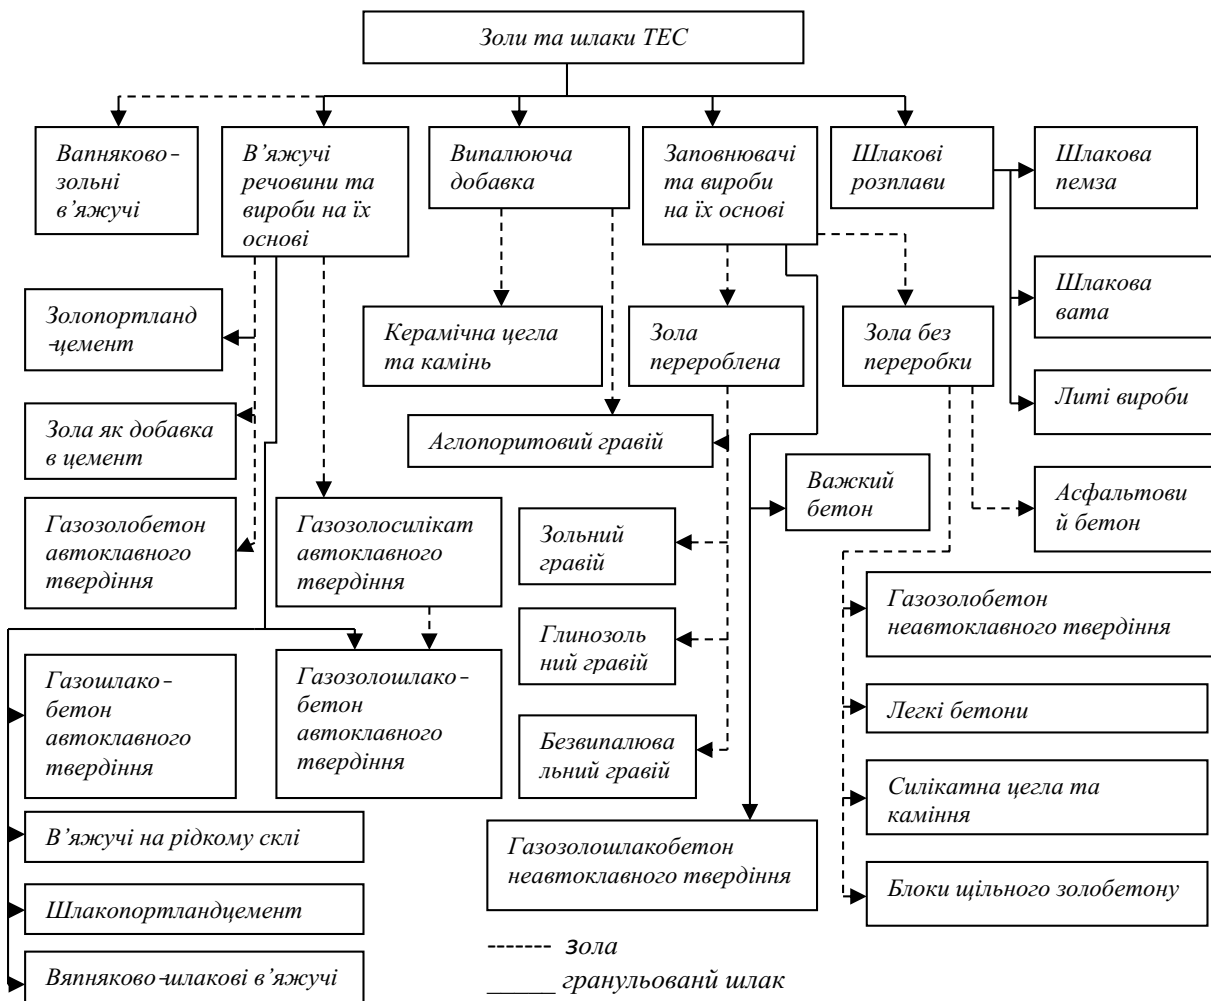 Золи та шлаки ТЕС
Вапняково-
зольні
в’яжучі
В’яжучі
речовини та
вироби на їх
основі
Випалююча
добавка
Заповнювачі
та вироби
на їх основі
Шлакові
розплави
Шлакова
пемза
Шлакова
вата
Литі вироби
Золопортланд
-цемент
Керамічна цегла
та камінь
Зола
перероблена
Зола без
переробки
Зола як добавка
в цемент
Аглопоритовий гравій
Важкий
бетон
Асфальтови
й бетон
Газозолобетон
автоклавного
твердіння
Газозолосилікат
автоклавного
твердіння
Зольний
гравій
Газозолобетон
неавтоклавного твердіння
Глинозоль
ний гравій
Газошлако-
бетон
автоклавного
твердіння
Газозолошлако-
бетон
автоклавного
твердіння
Легкі бетони
Безвипалюва
льний гравій
Силікатна цегла та
каміння
В’яжучі на рідкому склі
Газозолошлакобетон
неавтоклавного твердіння
Блоки щільного золобетону
Шлакопортландцемент
Вяпняково-шлакові в’яжучі
------- зола
_____ гранульованй шлак